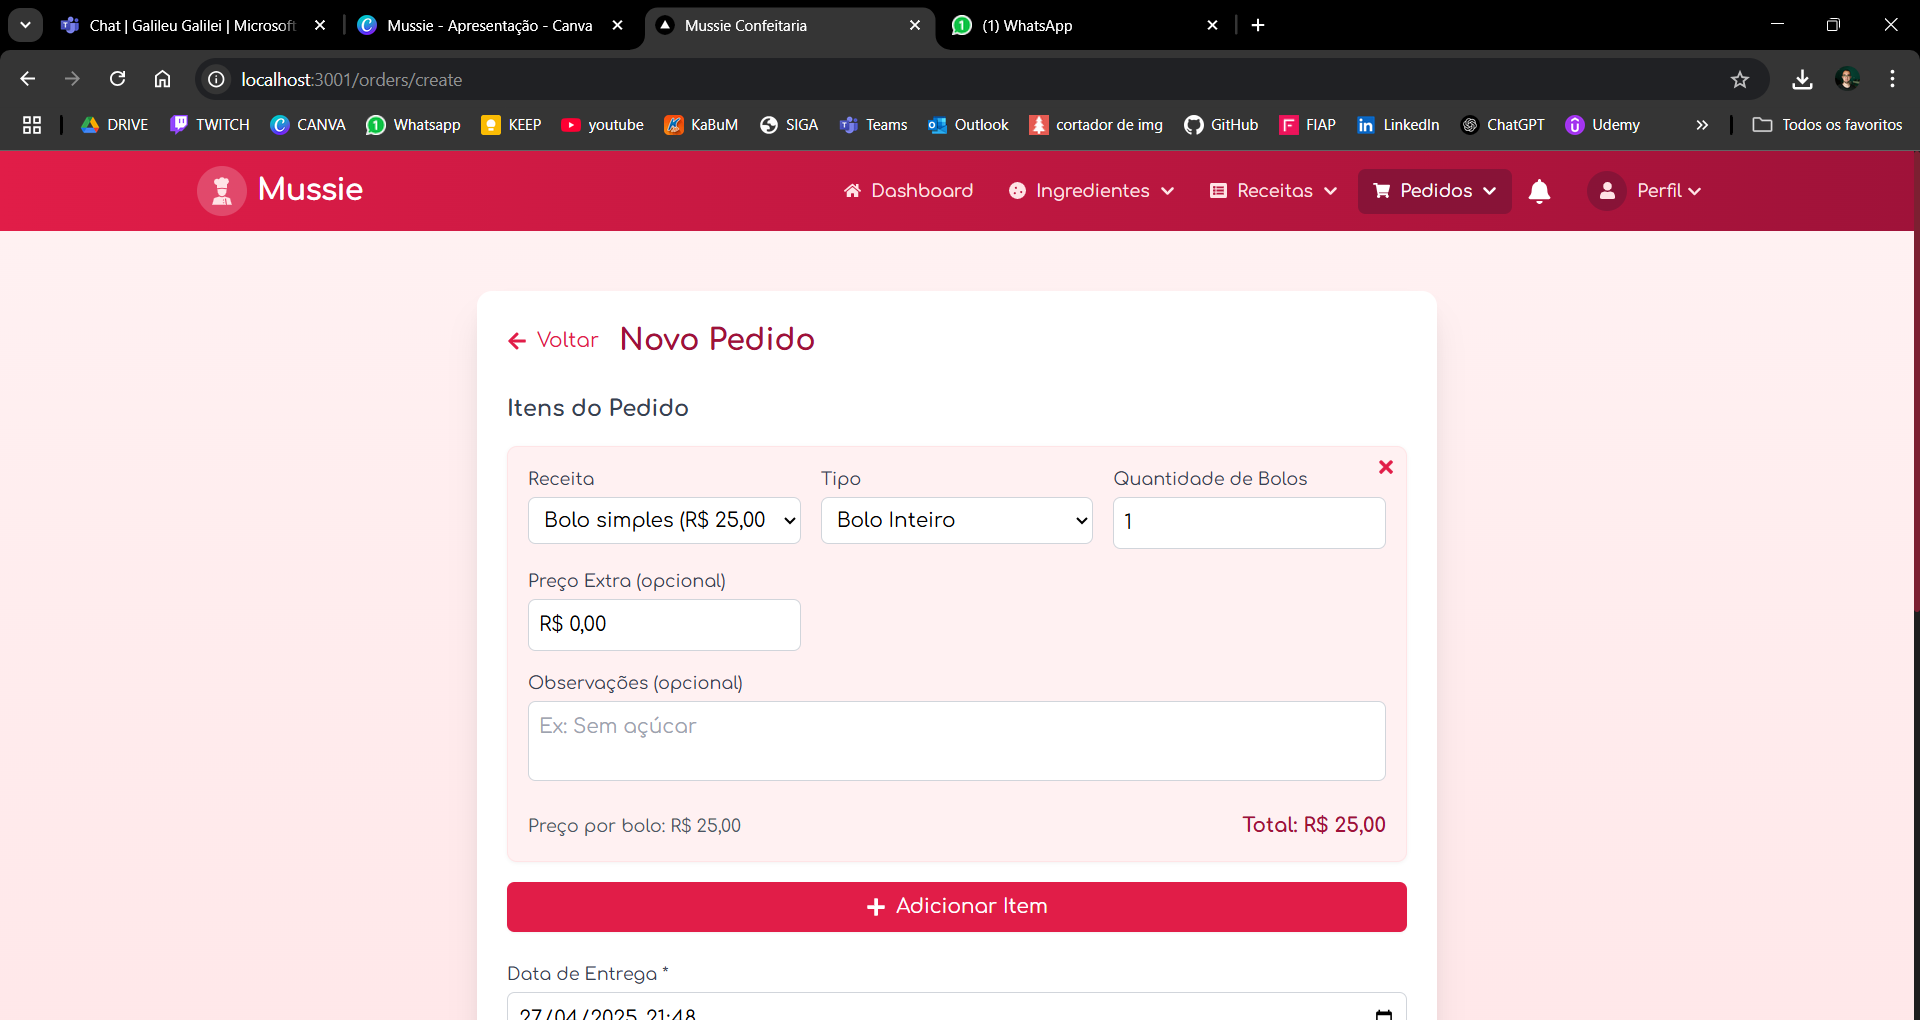 Chat | Galileu Galilei | Microsoft
Mussie - Apresentação - Canva
Mussie Confeitaria
(1) WhatsApp
localhost:3001/orders/create
DRIVE
TWITCH
CANVA
Whatsapp
KEEP
youtube
KaBuM
SIGA
Teams
Outlook
cortador de img
GitHub
FIAP
LinkedIn
ChatGPT
Udemy
Todos os favoritos
Mussie
Dashboard
Ingredientes
Receitas
Pedidos
Perfil
Voltar
Novo Pedido
Itens do Pedido
Receita
Tipo
Quantidade de Bolos
Bolo simples (R$ 25,00
Bolo Inteiro
1
Preço Extra (opcional)
R$ 0,00
Observações (opcional)
Ex: Sem açúcar
Preço por bolo: R$ 25,00
Total: R$ 25,00
Adicionar Item
Data de Entrega *
27/04/2025 21:48